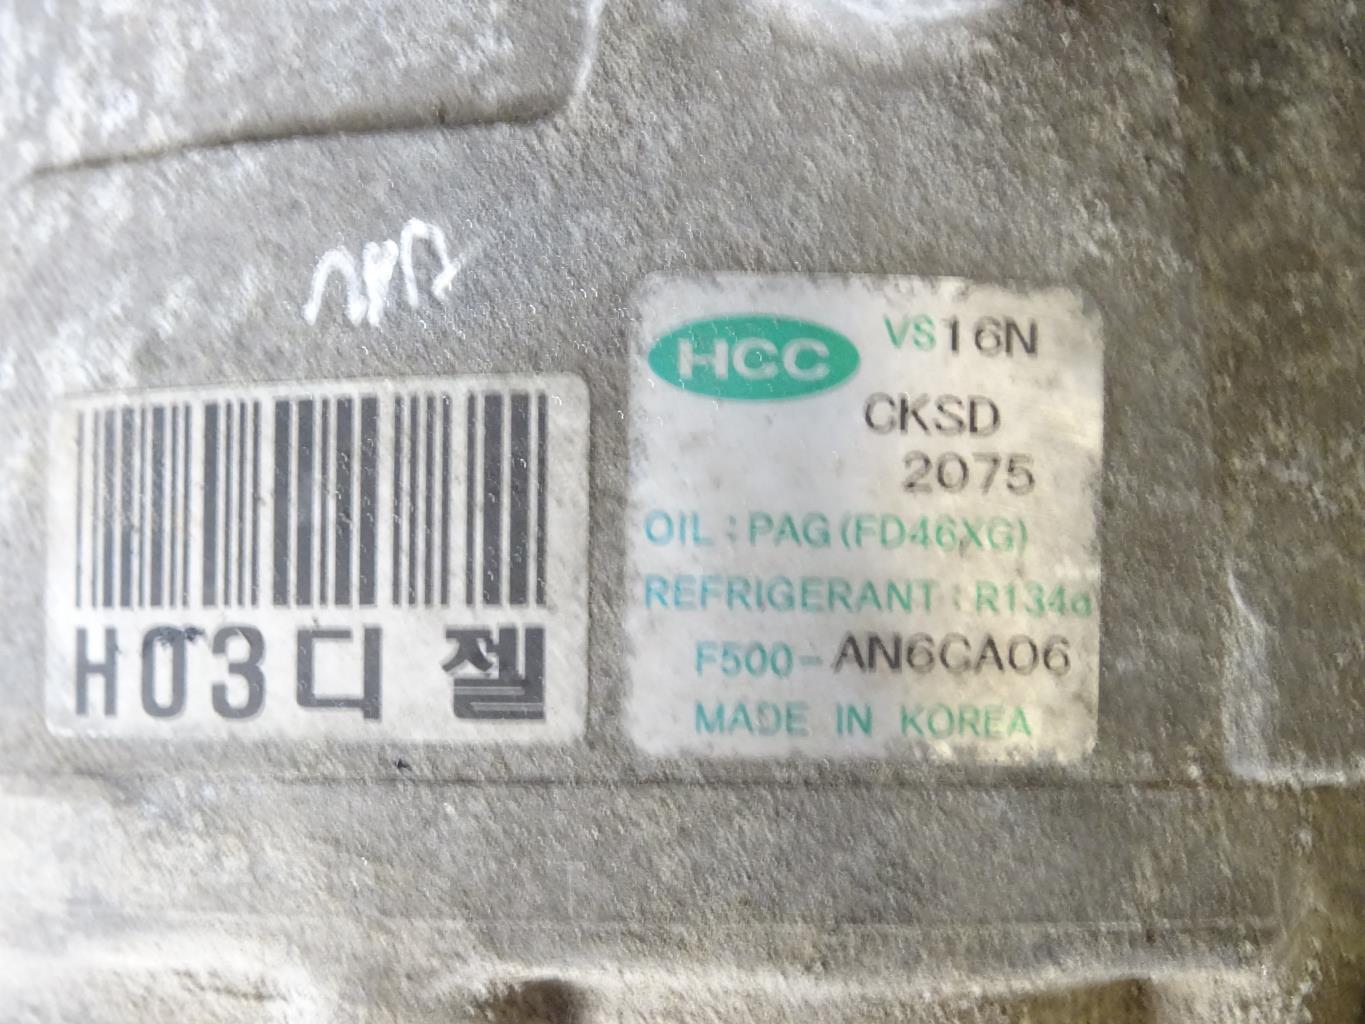 HCC VS16N
CKSD
2075
OIL : PAG (FD46XG)
REFRIGERANT : R134a
F500-AN6CA06
MADE IN KOREA
H03디젤